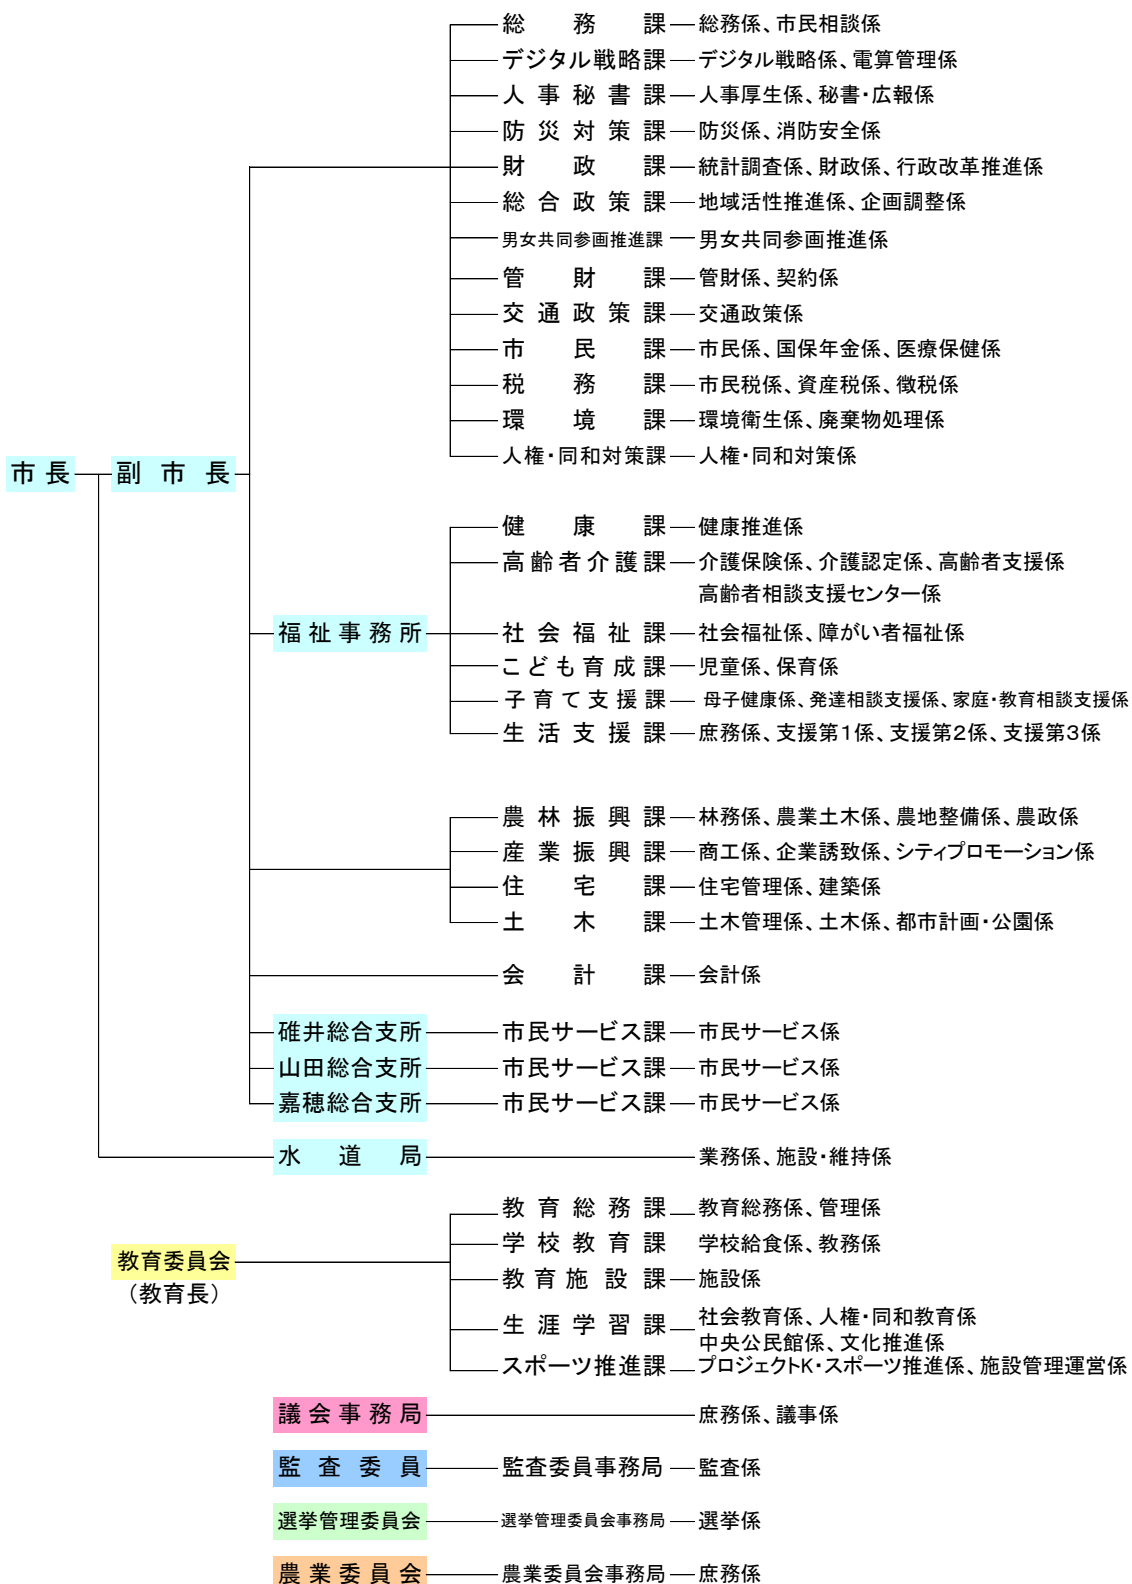 総務課 総務係、市民相談係
デジタル戦略課 デジタル戦略係、電算管理係
人事秘書課 人事厚生係、秘書・広報係
防災対策課 防災係、消防安全係
財政課 統計調査係、財政係、行政改革推進係
総合政策課 地域活性推進係、企画調整係
男女共同参画推進課 男女共同参画推進係
管財課 管財係、契約係
交通政策課 交通政策係
市民課 市民係、国保年金係、医療保健係
税務課 市民税係、資産税係、徴税係
環境課 環境衛生係、廃棄物処理係
人権・同和対策課 人権・同和対策係
市長 副市長
健康課 健康推進係
高齢者介護課 介護保険係、介護認定係、高齢者支援係
高齢者相談支援センター係
福祉事務所 社会福祉課 社会福祉係、障がい者福祉係
こども育成課 児童係、保育係
子育て支援課 母子健康係、発達相談支援係、家庭・教育相談支援係
生活支援課 庶務係、支援第1係、支援第2係、支援第3係
農林振興課 林務係、農業土木係、農地整備係、農政係
産業振興課 商工係、企業誘致係、シティプロモーション係
住宅課 住宅管理係、建築係
土木課 土木管理係、土木係、都市計画・公園係
会計課 会計係
碓井総合支所 市民サービス課 市民サービス係
山田総合支所 市民サービス課 市民サービス係
嘉穂総合支所 市民サービス課 市民サービス係
水道局 業務係、施設・維持係
教育総務課 教育総務係、管理係
学校教育課 学校給食係、教務係
教育委員会 教育施設課 施設係
（教育長）
生涯学習課 社会教育係、人権・同和教育係
中央公民館係、文化推進係
スポーツ推進課 プロジェクトK・スポーツ推進係、施設管理運営係
議会事務局 庶務係、議事係
監査委員 監査委員事務局 監査係
選挙管理委員会 選挙管理委員会事務局 選挙係
農業委員会 農業委員会事務局 庶務係